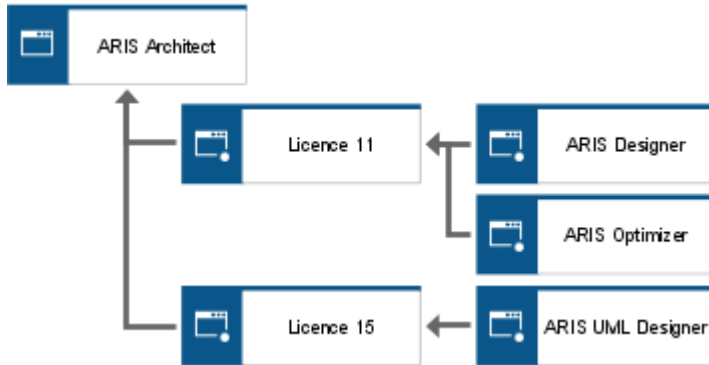 ARIS Architect
Licence 11
ARIS Designer
ARIS Optimizer
Licence 15
ARIS UML Designer